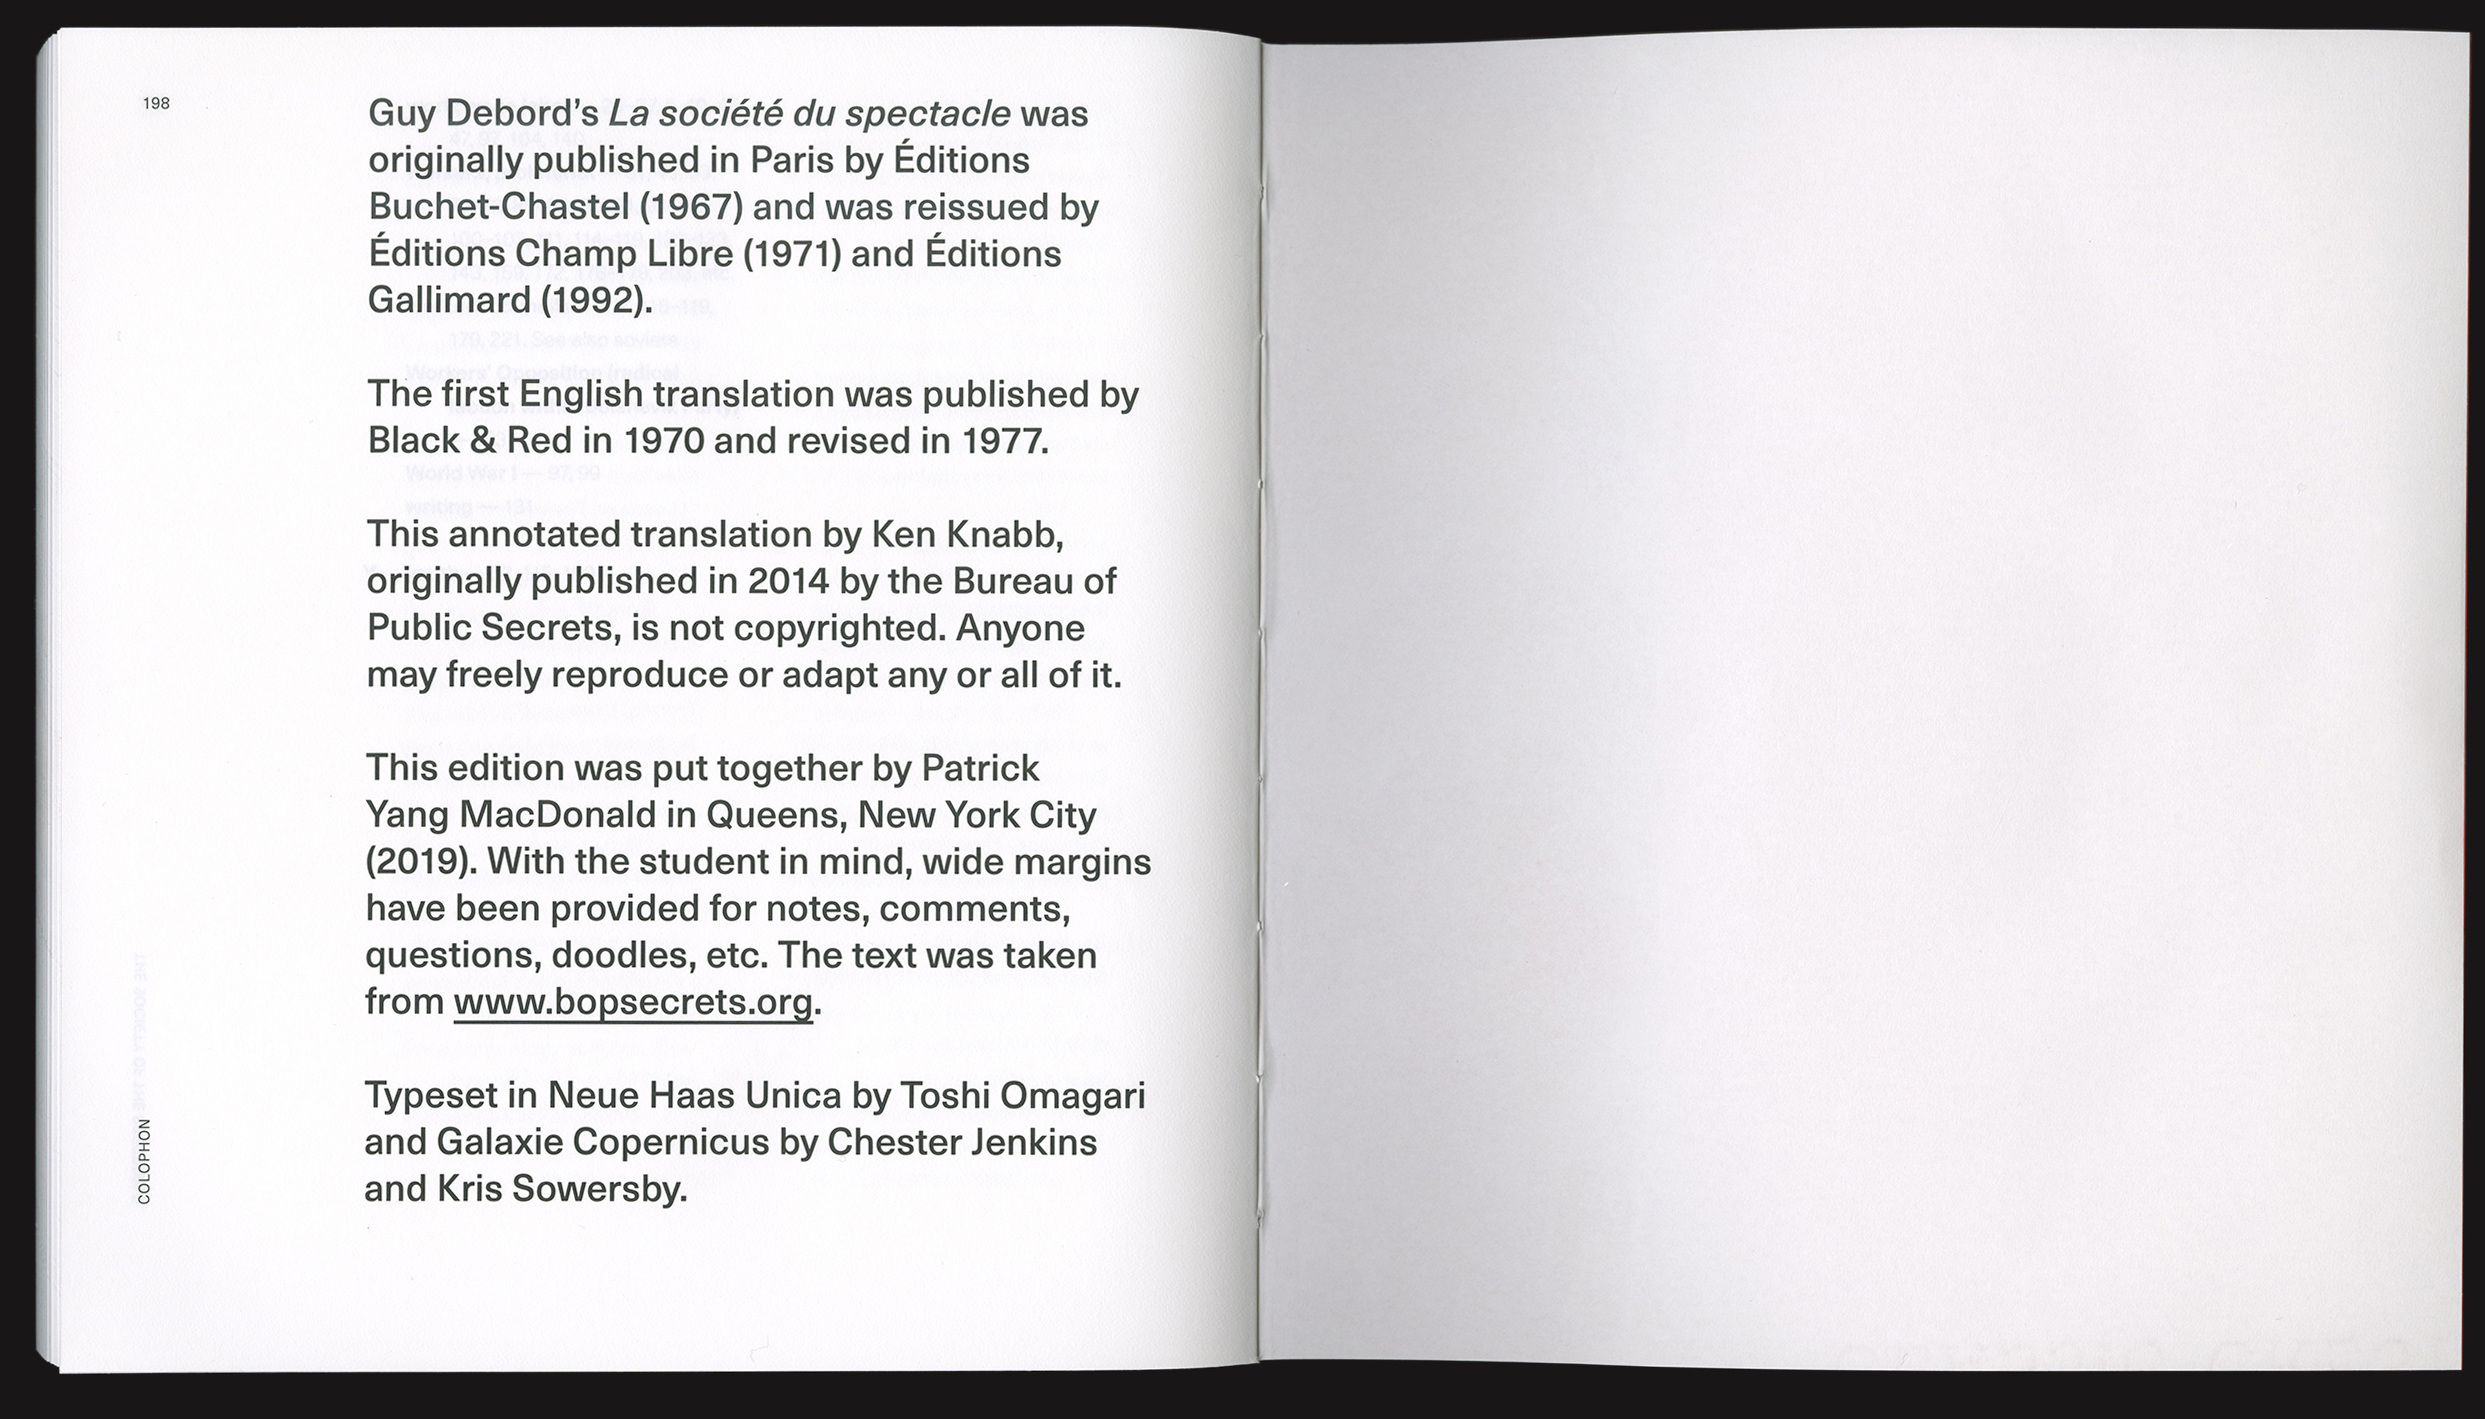 198
Guy Debord’s La société du spectacle was
originally published in Paris by Éditions
Buchet-Chastel (1967) and was reissued by
Éditions Champ Libre (1971) and Éditions
Gallimard (1992).
The first English translation was published by
Black & Red in 1970 and revised in 1977.
This annotated translation by Ken Knabb,
originally published in 2014 by the Bureau of
Public Secrets, is not copyrighted. Anyone
may freely reproduce or adapt any or all of it.
This edition was put together by Patrick
Yang MacDonald in Queens, New York City
(2019). With the student in mind, wide margins
have been provided for notes, comments,
questions, doodles, etc. The text was taken
from www.bopsecrets.org.
Typeset in Neue Haas Unica by Toshi Omagari
and Galaxie Copernicus by Chester Jenkins
and Kris Sowersby.
COLOPHON